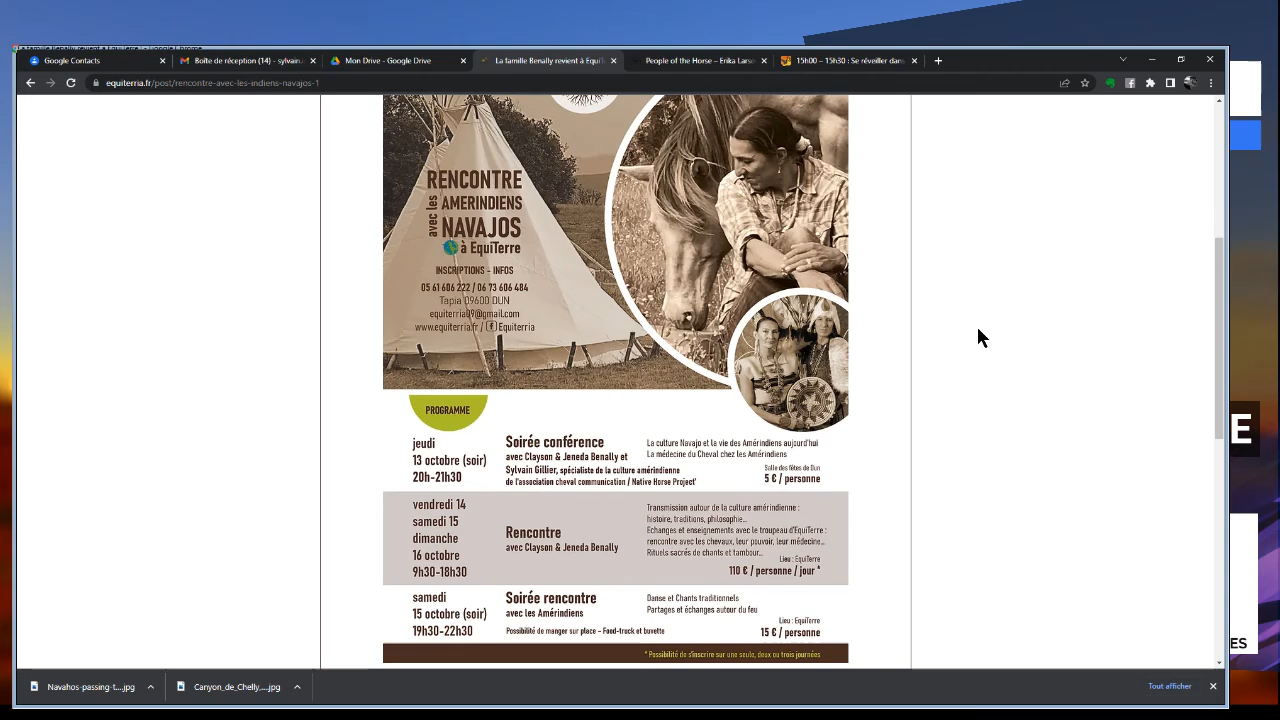 La famille Benally revient à EquiTerre ! - Google Chrome
Google Contacts
Boîte de réception (14) - sylvain.
Mon Drive - Google Drive
La famille Benally revient à Equi
People of the Horse – Erika Larse
15h00 – 15h30 : Se réveiller dans
equiterria.fr/post/rencontre-avec-les-indiens-navajos-1
RENCONTRE
avec les AMERINDIENS
NAVAJOS
à EquiTerre
INSCRIPTIONS - INFOS
05 61 606 222 / 06 73 606 484
Tapia 09600 DUN
equiterria09@gmail.com
www.equiterria.fr / Equiterria
PROGRAMME
jeudi
13 octobre (soir)
20h-21h30
Soirée conférence
avec Clayson & Jeneda Benally et
Sylvain Gillier, spécialiste de la culture amérindienne
de l'association cheval communication / Native Horse Project'
La culture Navajo et la vie des Amérindiens aujourd'hui
La médecine du Cheval chez les Amérindiens
Salle des fêtes de Dun
5 € / personne
vendredi 14
samedi 15
dimanche
16 octobre
9h30-18h30
Rencontre
avec Clayson & Jeneda Benally
Transmission autour de la culture amérindienne :
histoire, traditions, philosophie...
Echanges et enseignements avec le troupeau d'EquiTerre :
rencontre avec les chevaux, leur pouvoir, leur médecine...
Rituels sacrés de chants et tambour...
Lieu : EquiTerre
110 € / personne / jour *
samedi
15 octobre (soir)
19h30-22h30
Soirée rencontre
avec les Amérindiens
Possibilité de manger sur place - Food-truck et buvette
Danse et Chants traditionnels
Partages et échanges autour du feu
Lieu : EquiTerre
15 € / personne
* Possibilité de s'inscrire sur une seule, deux ou trois journées
Navahos-passing-t....jpg
Canyon_de_Chelly,....jpg
Tout afficher
E
ES